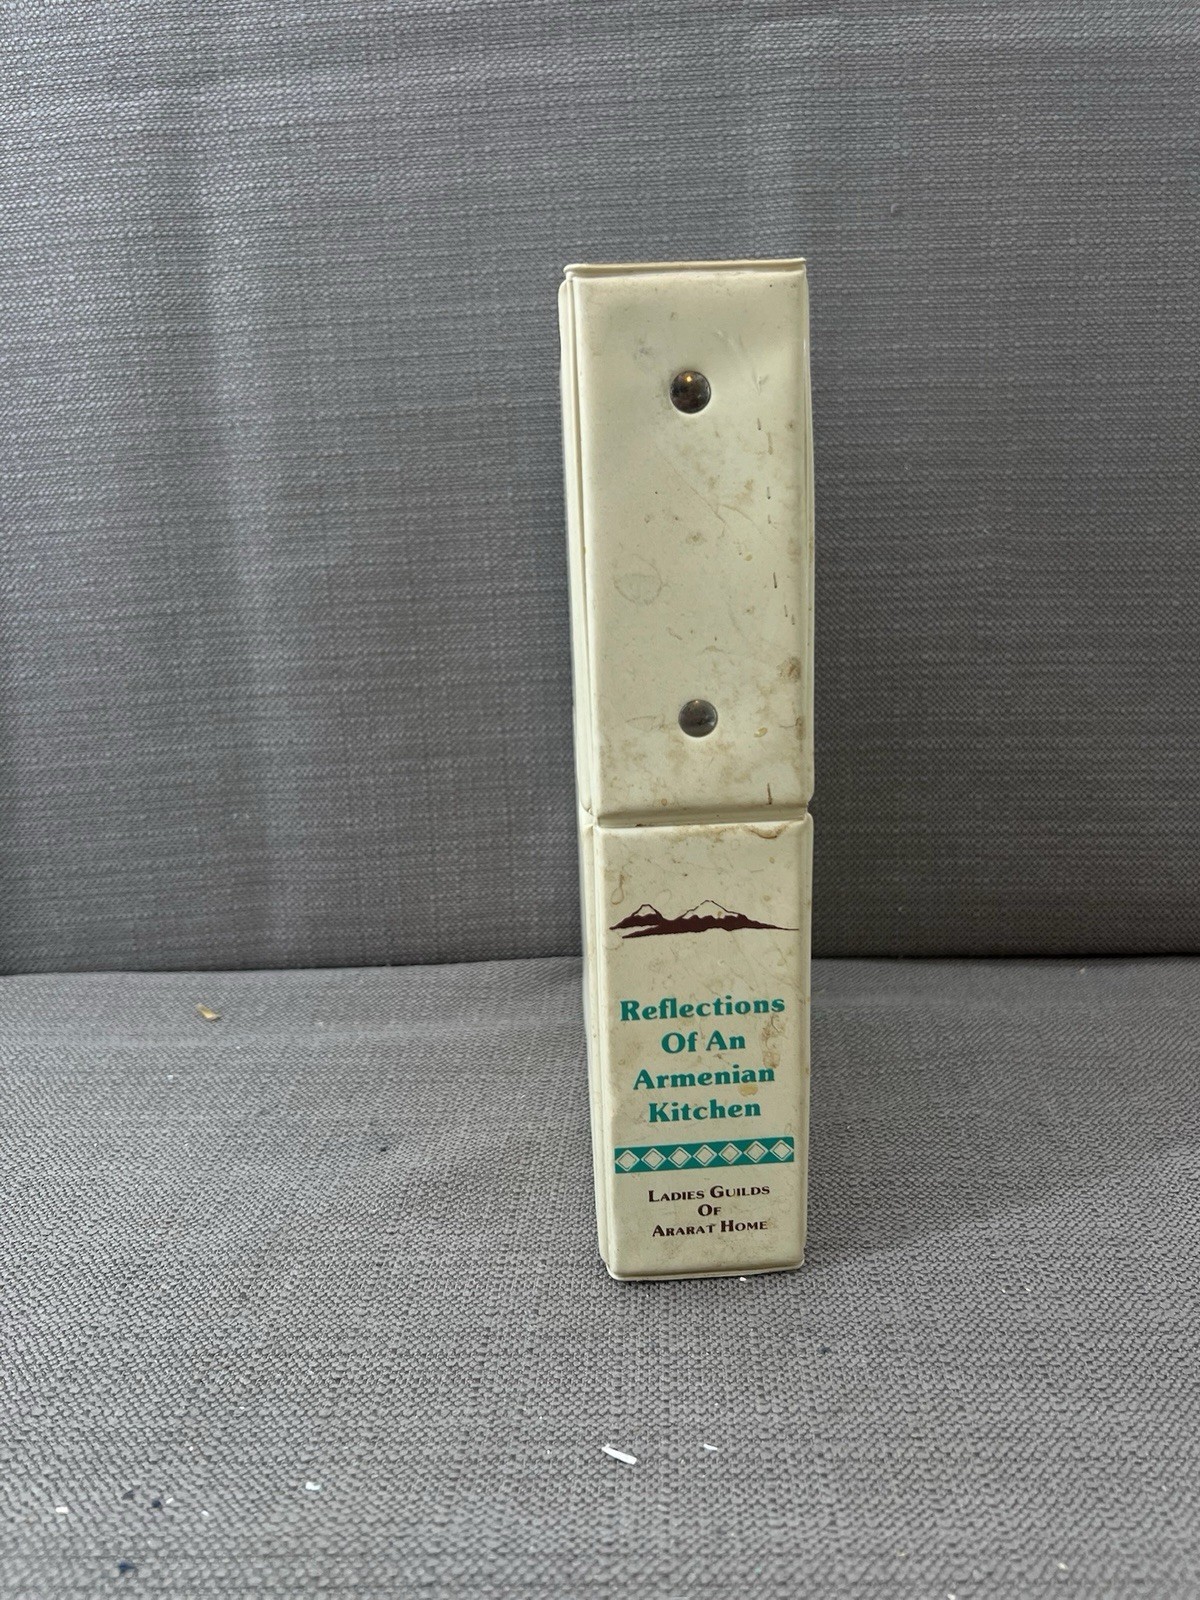 Reflections
Of An
Armenian
Kitchen
Ladies Guilds
Of
Ararat Home